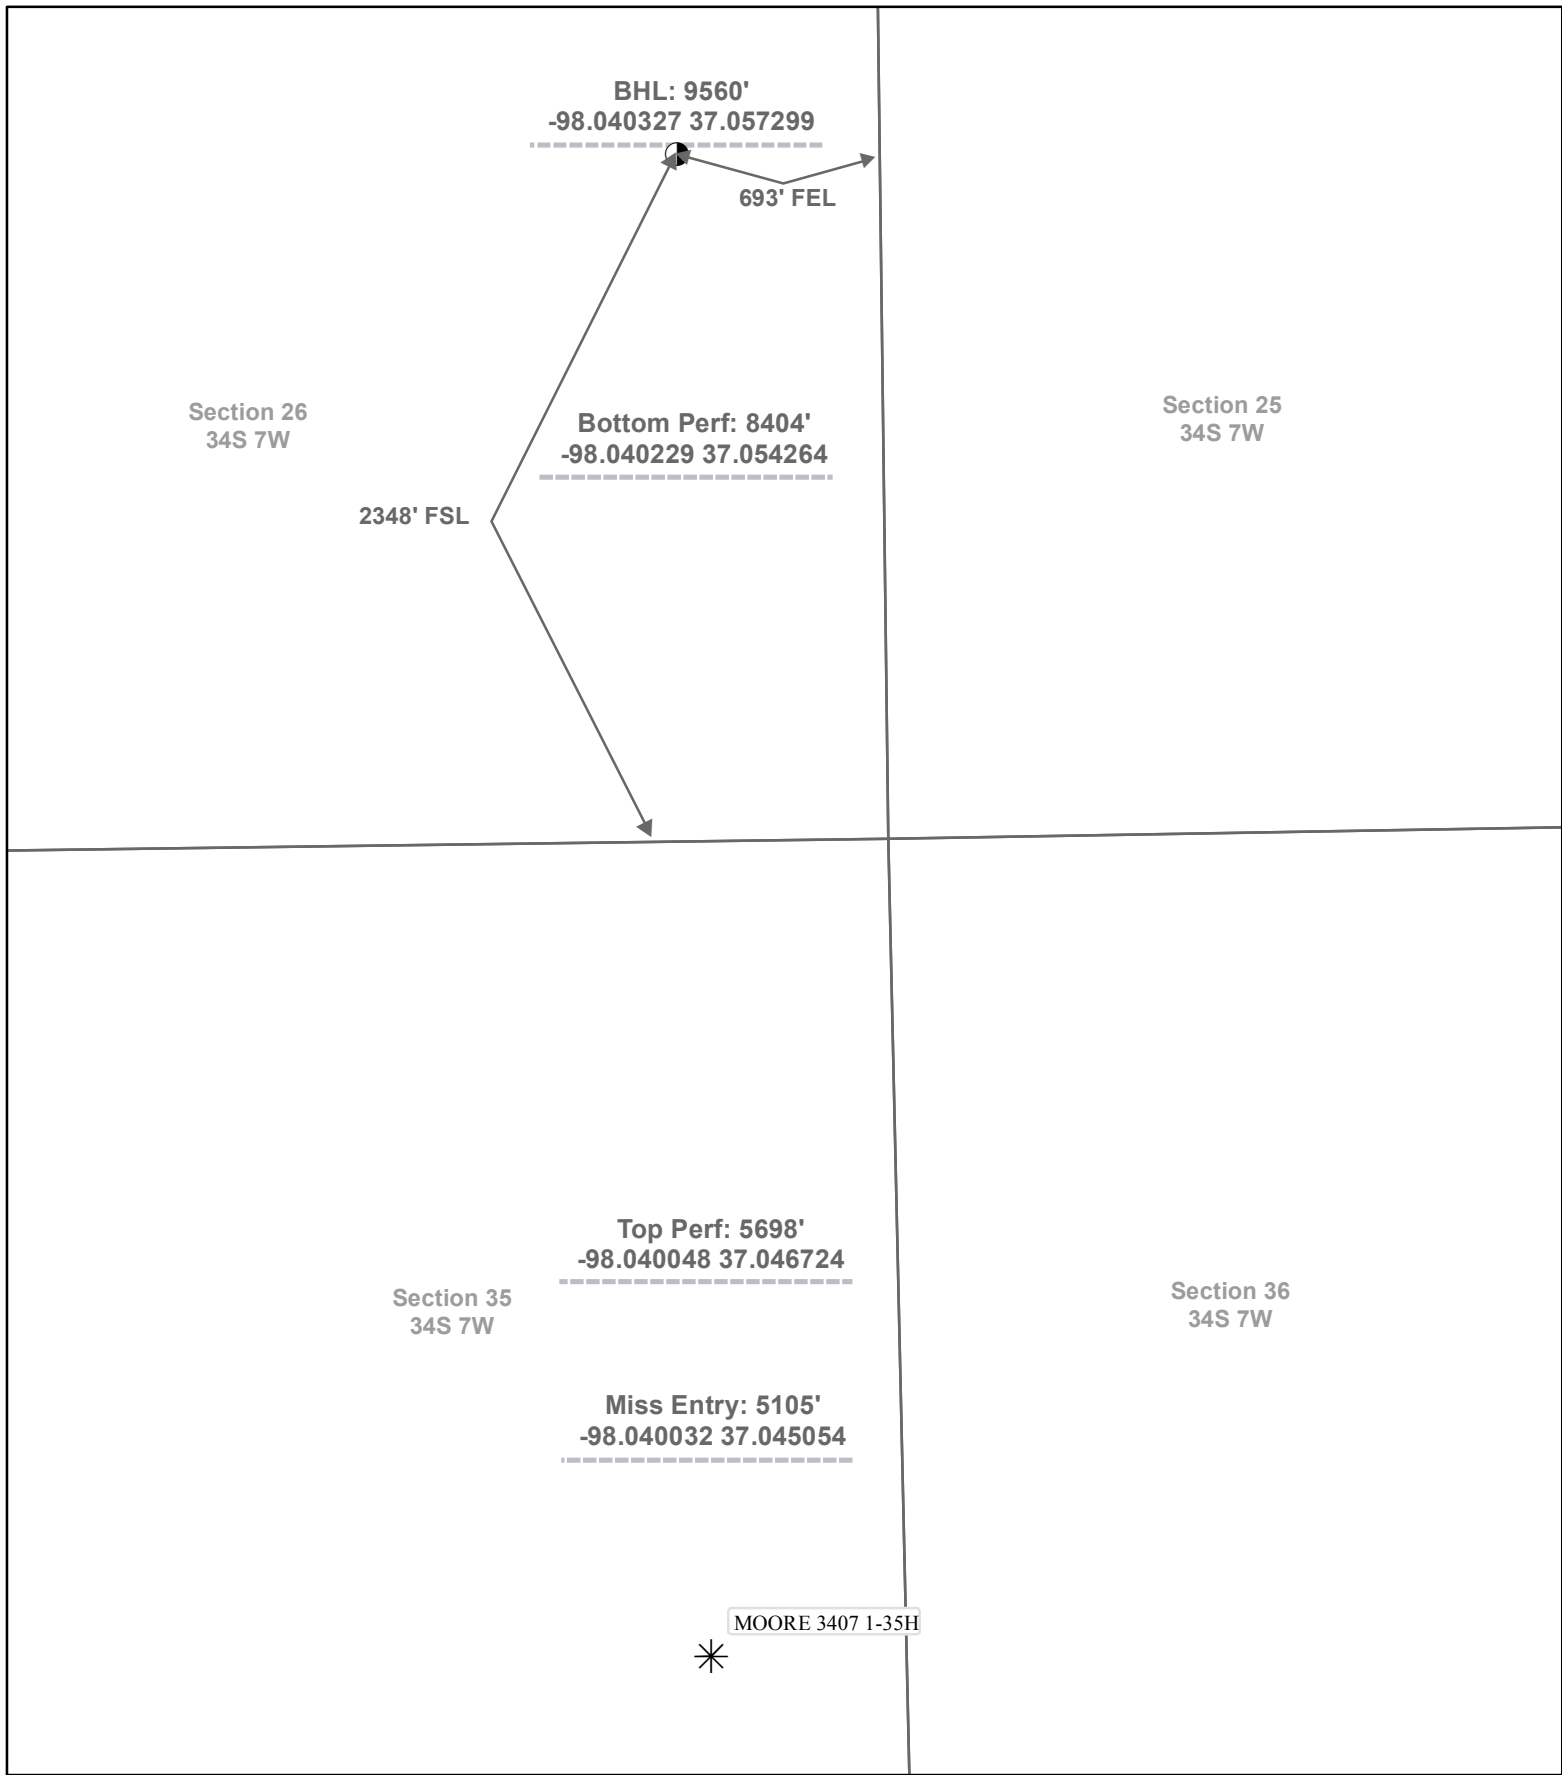 BHL: 9560'
-98.040327 37.057299
693' FEL
Section 26
34S 7W
Section 25
34S 7W
Bottom Perf: 8404'
-98.040229 37.054264
2348' FSL
Top Perf: 5698'
-98.040048 37.046724
Section 35
34S 7W
Section 36
34S 7W
Miss Entry: 5105'
-98.040032 37.045054
MOORE 3407 1-35H